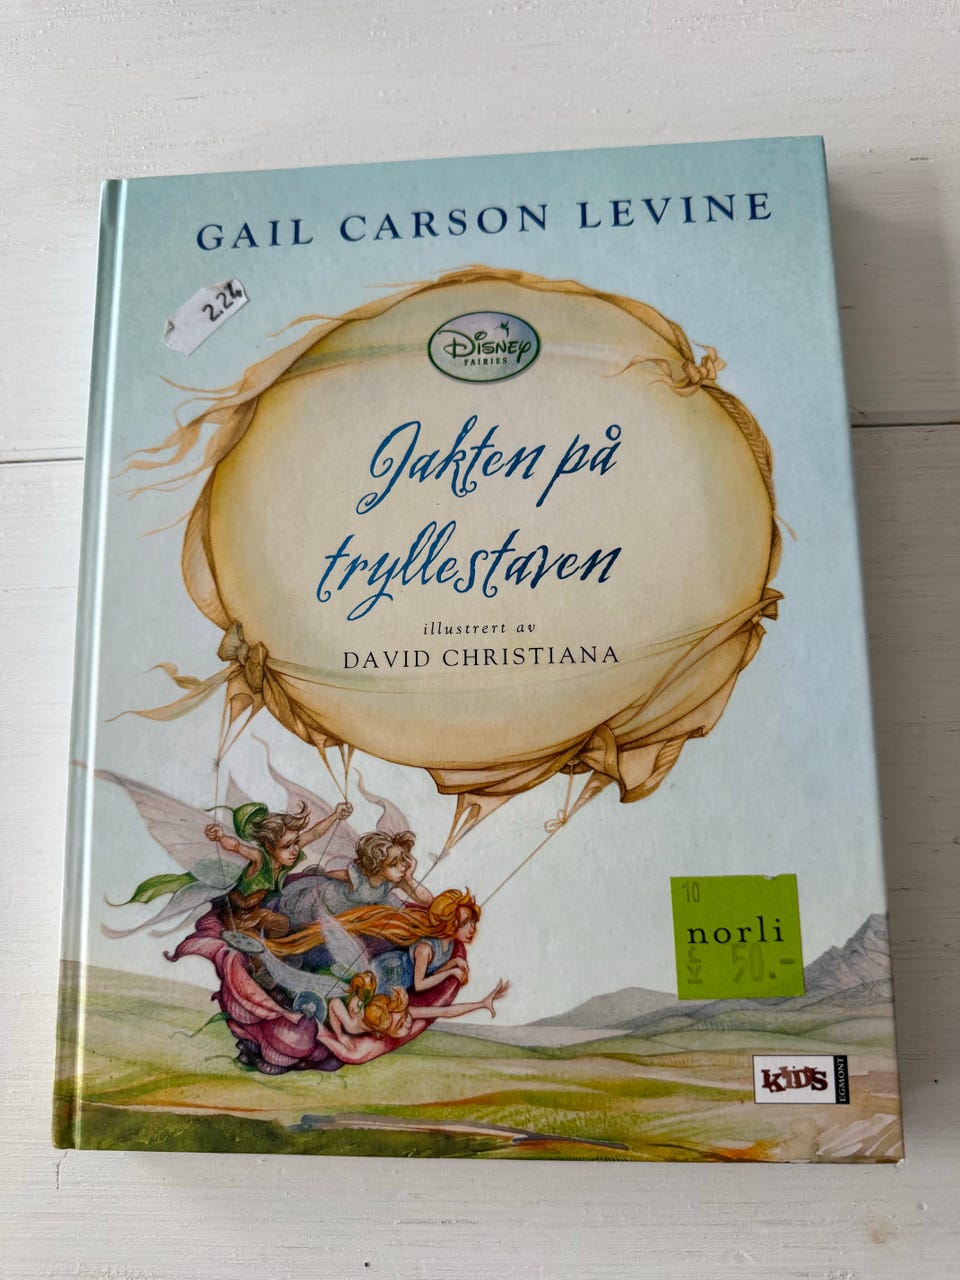 GAIL CARSON LEVINE
2.24
Disney
FAIRIES
Jakten på
tryllestaven
illustrert av
DAVID CHRISTIANA
10
norli
Kr 50.-
KIDS
EGMONT